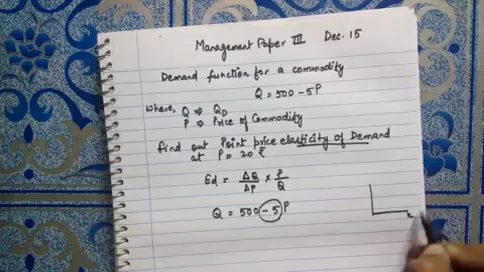 Management Paper III Dec. 15
Demand function for a commodity
Q = 500 - 5P
where, Q ⇒ QD
P ⇒ Price of Commodity
Find out Point price elasticity of Demand
at P = 20 ₹
Ed = ΔQ/ΔP × P/Q
Q = 500 - 5 P